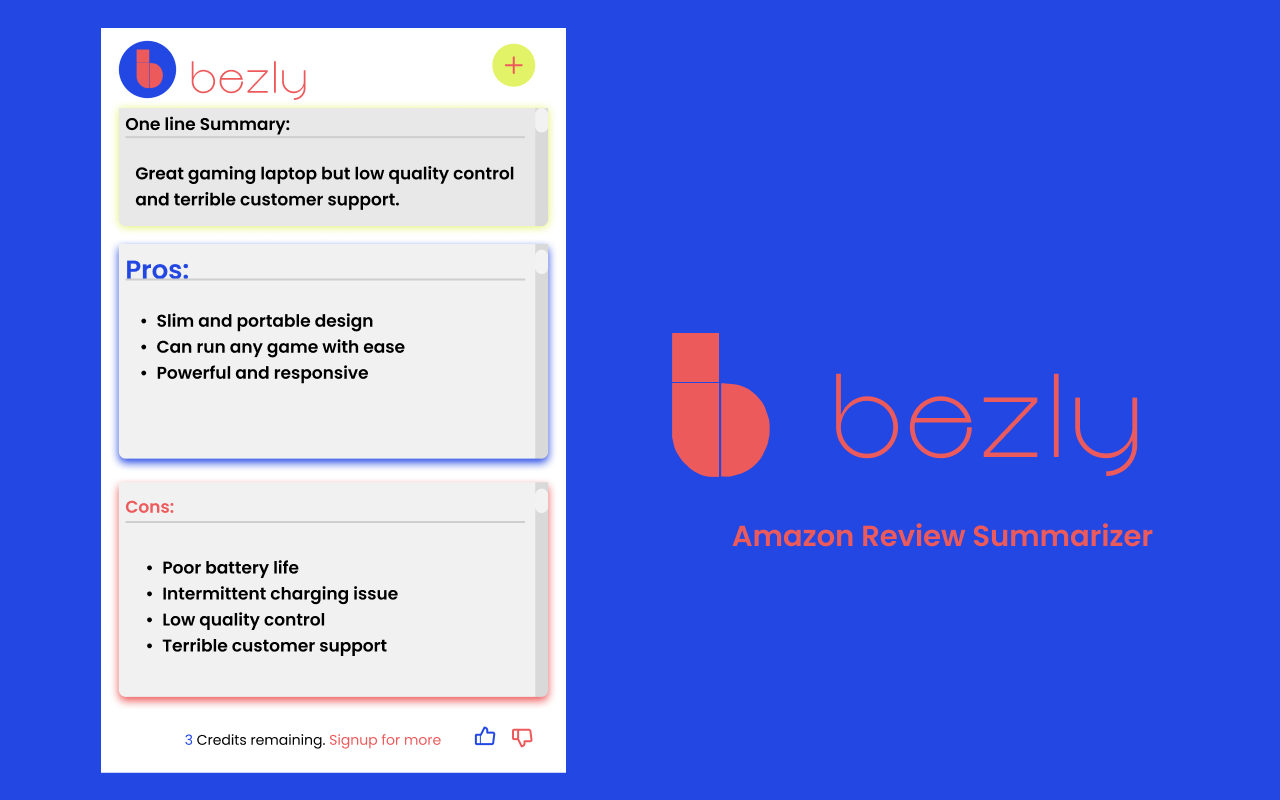 bezly
One line Summary:
Great gaming laptop but low quality control
and terrible customer support.
Pros:
• Slim and portable design
• Can run any game with ease
• Powerful and responsive
Cons:
• Poor battery life
• Intermittent charging issue
• Low quality control
• Terrible customer support
3 Credits remaining. Signup for more
b bezly
Amazon Review Summarizer